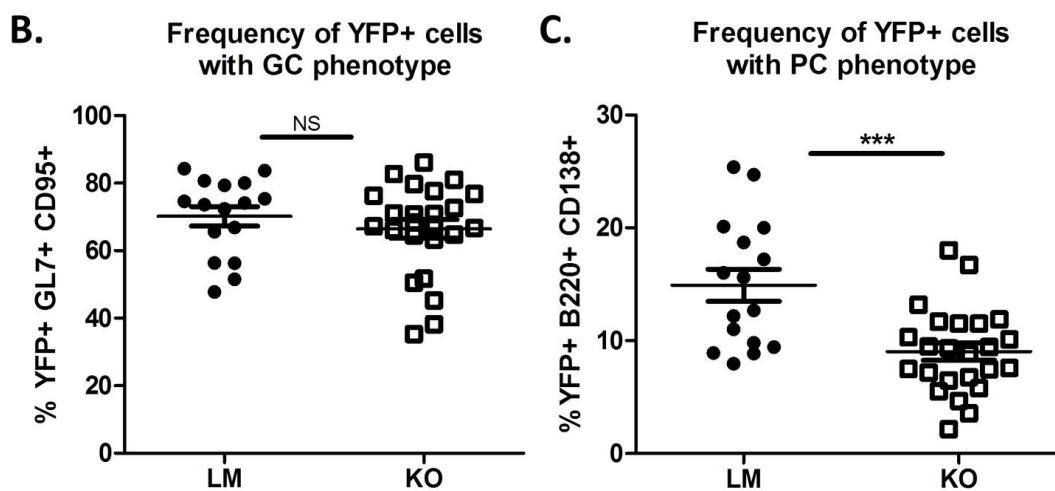 B.
Frequency of YFP+ cells
with GC phenotype
% YFP+ GL7+ CD95+
100
80
60
40
20
0
NS
LM
KO
C.
Frequency of YFP+ cells
with PC phenotype
%YFP+ B220+ CD138+
30
20
10
0
***
LM
KO